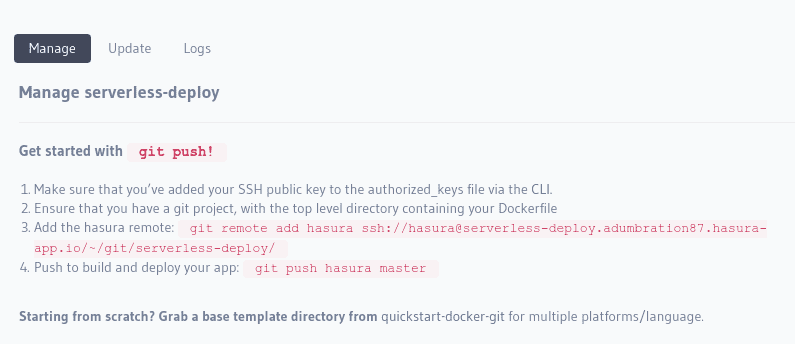 Manage Update Logs
Manage serverless-deploy
Get started with git push!
1. Make sure that you’ve added your SSH public key to the authorized_keys file via the CLI.
2. Ensure that you have a git project, with the top level directory containing your Dockerfile
3. Add the hasura remote: git remote add hasura ssh://hasura@serverless-deploy.adumbration87.hasura-
app.io/~/git/serverless-deploy/
4. Push to build and deploy your app: git push hasura master
Starting from scratch? Grab a base template directory from quickstart-docker-git for multiple platforms/language.